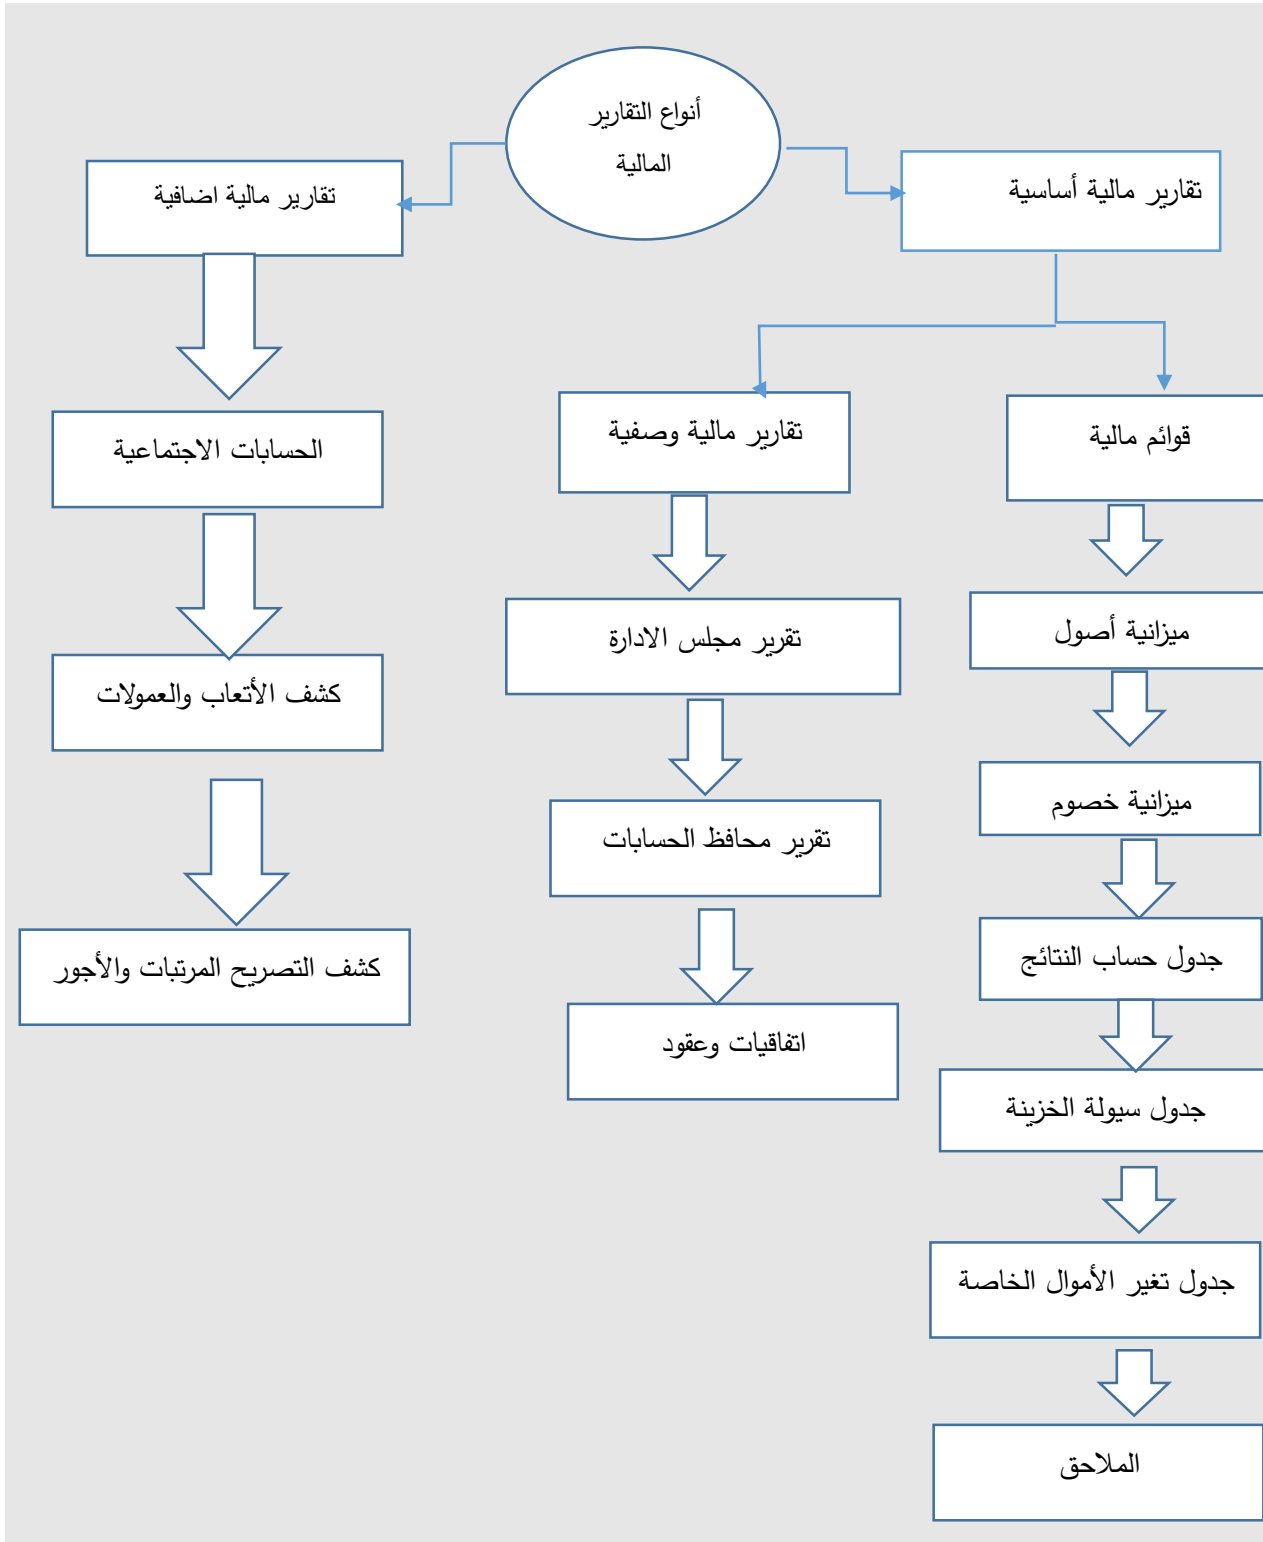 أنواع التقارير
المالية
تقارير مالية أساسية
تقارير مالية اضافية
قوائم مالية
تقارير مالية وصفية
الحسابات الاجتماعية
ميزانية أصول
تقرير مجلس الادارة
كشف الأتعاب والعمولات
ميزانية خصوم
تقرير محافظ الحسابات
جدول حساب النتائج
كشف التصريح المرتبات والأجور
اتفاقيات وعقود
جدول سيولة الخزينة
جدول تغير الأموال الخاصة
الملاحق